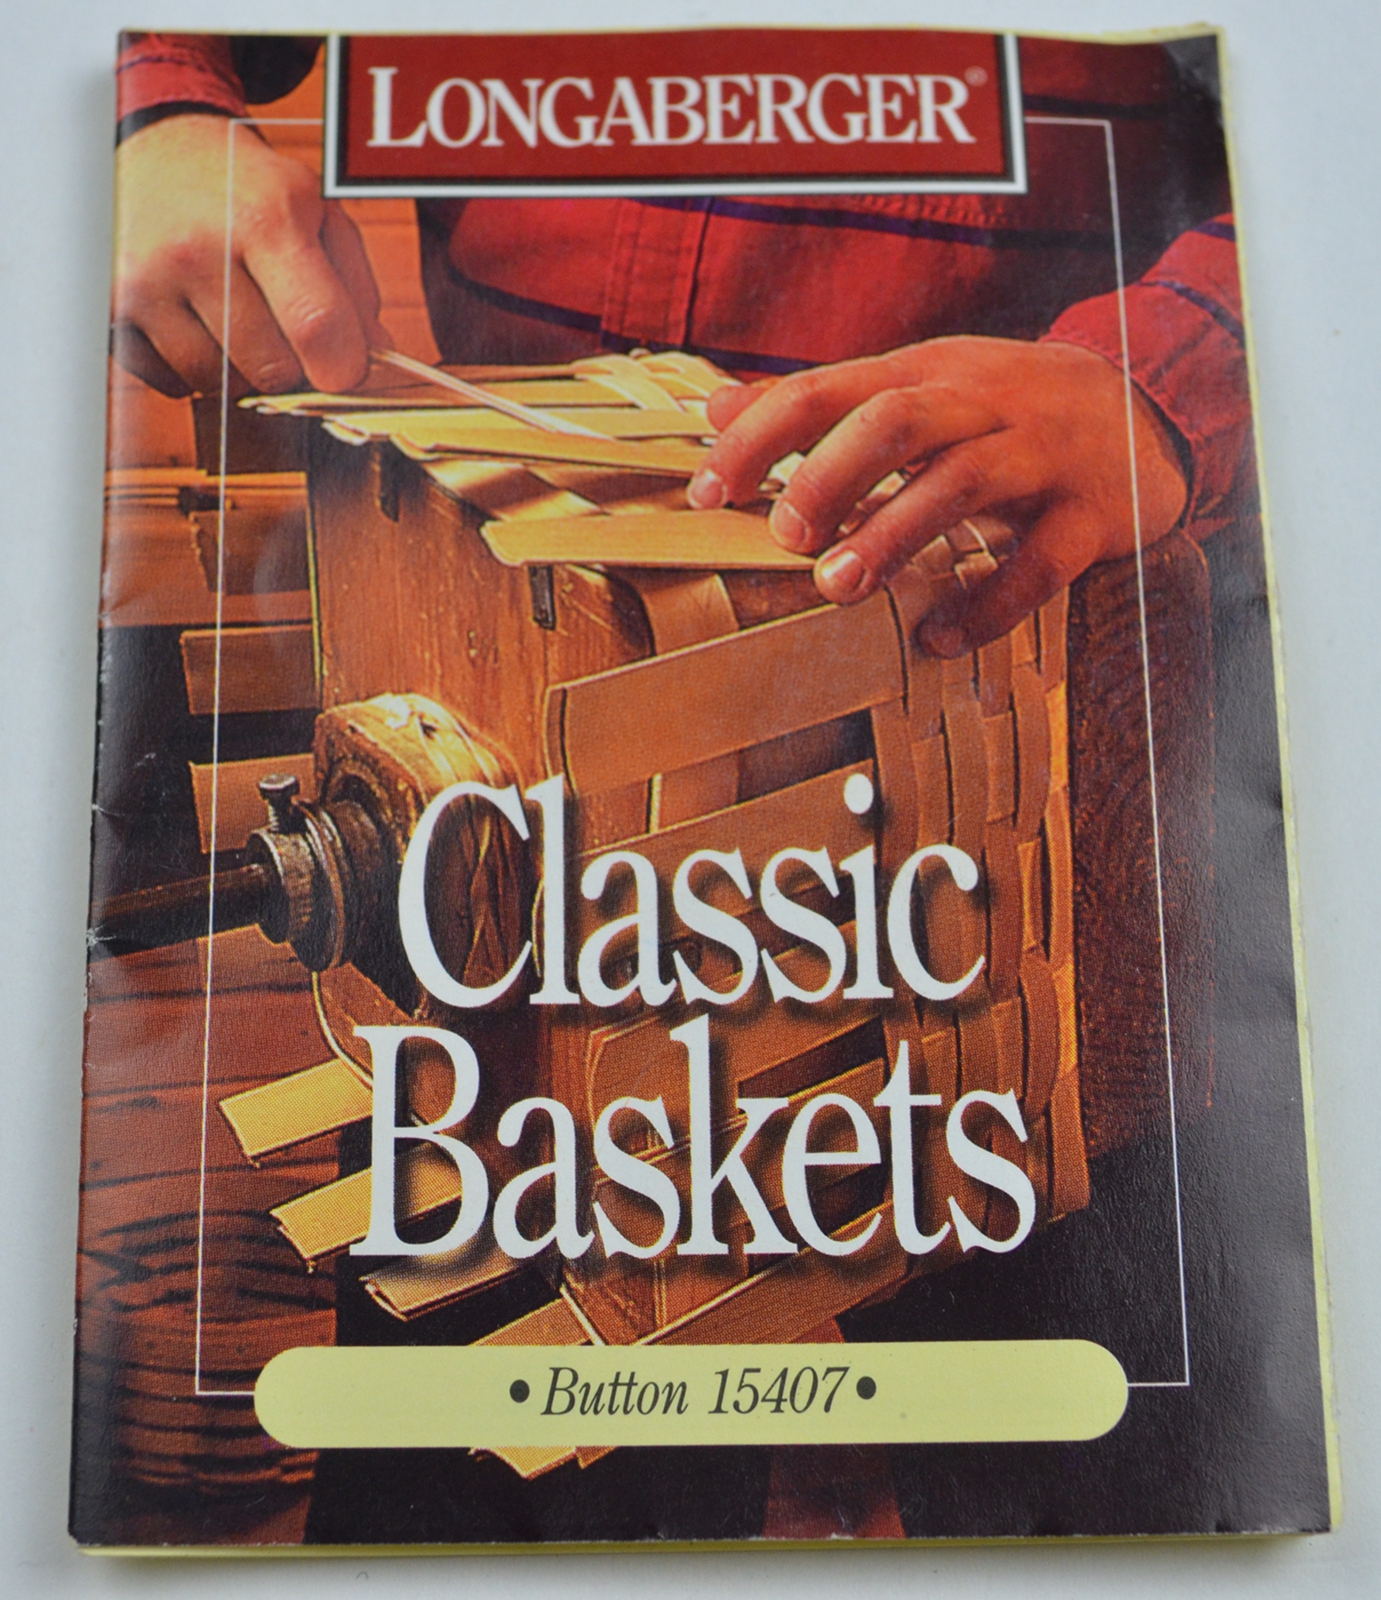 LONGABERGER®
Classic
Baskets
• Button 15407 •